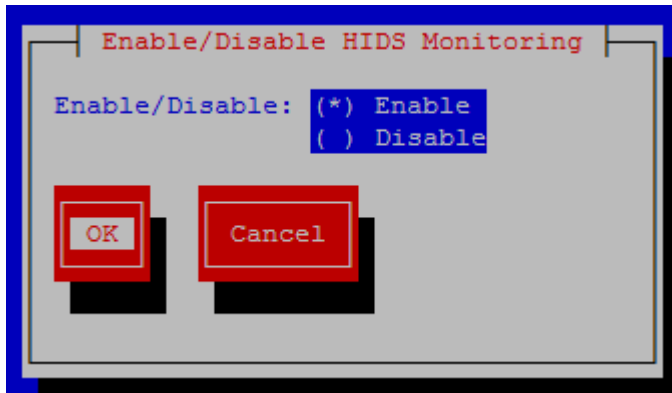 Enable/Disable HIDS Monitoring
Enable/Disable: (*) Enable
( ) Disable
OK Cancel